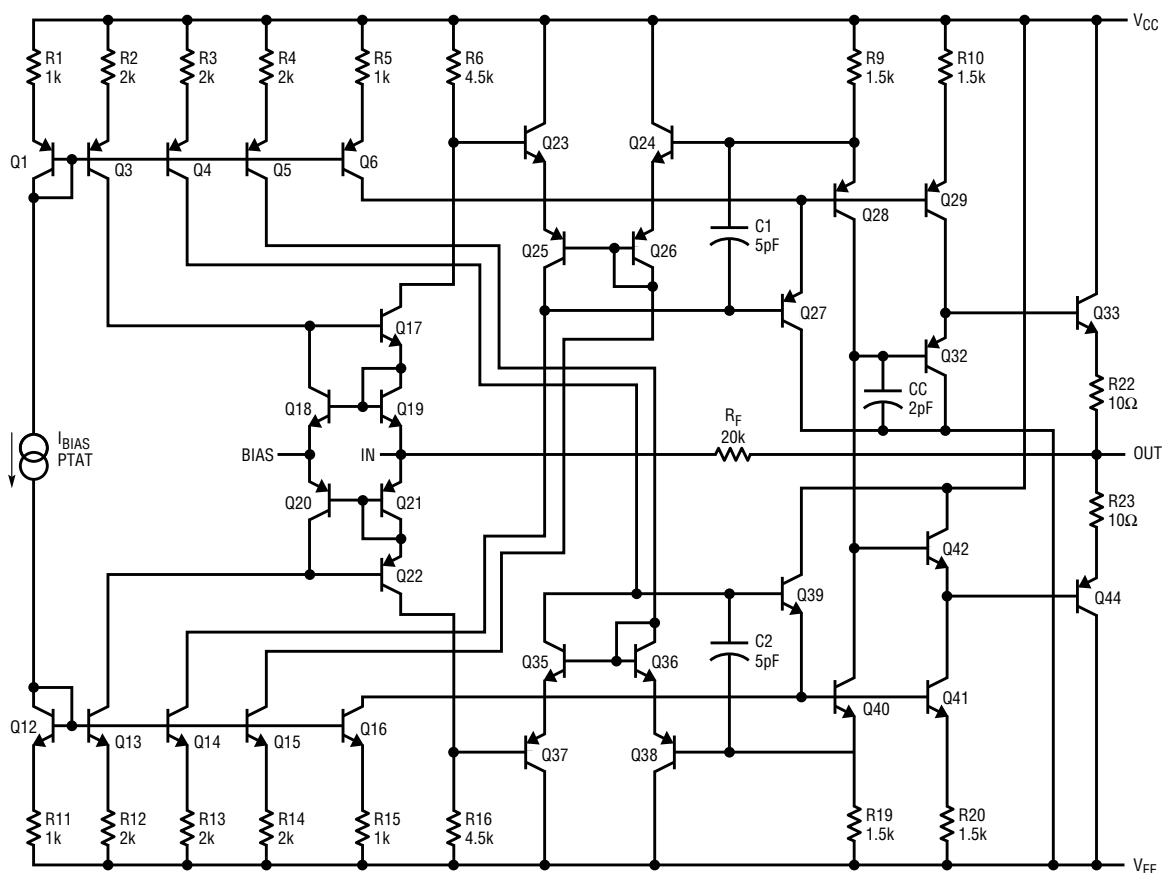 VCC
R1
1k
R2
2k
R3
2k
R4
2k
R5
1k
R6
4.5k
R9
1.5k
R10
1.5k
Q1
Q3
Q4
Q5
Q6
Q23
Q24
Q28
Q29
Q25
Q26
C1
5pF
Q17
Q27
Q33
Q32
Q18
Q19
CC
2pF
R22
10Ω
IBIAS
PTAT
BIAS
IN
RF
20k
OUT
Q20
Q21
R23
10Ω
Q22
Q42
Q39
Q44
Q35
Q36
C2
5pF
Q12
Q13
Q14
Q15
Q16
Q40
Q41
Q37
Q38
R11
1k
R12
2k
R13
2k
R14
2k
R15
1k
R16
4.5k
R19
1.5k
R20
1.5k
VEE